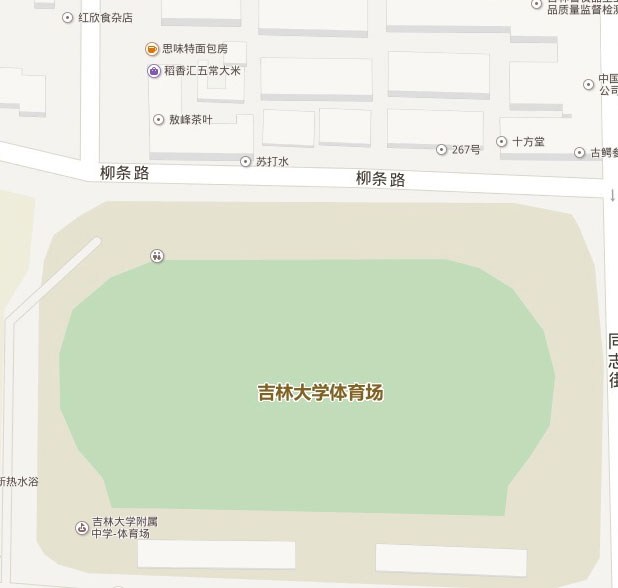 红欣食杂店
品质量监督检测
思味特面包房
稻香汇五常大米
中国
公司
敖峰茶叶
267号
十方堂
古鳄参
苏打水
柳条路
柳条路
同志街
吉林大学体育场
新热水浴
吉林大学附属
中学-体育场